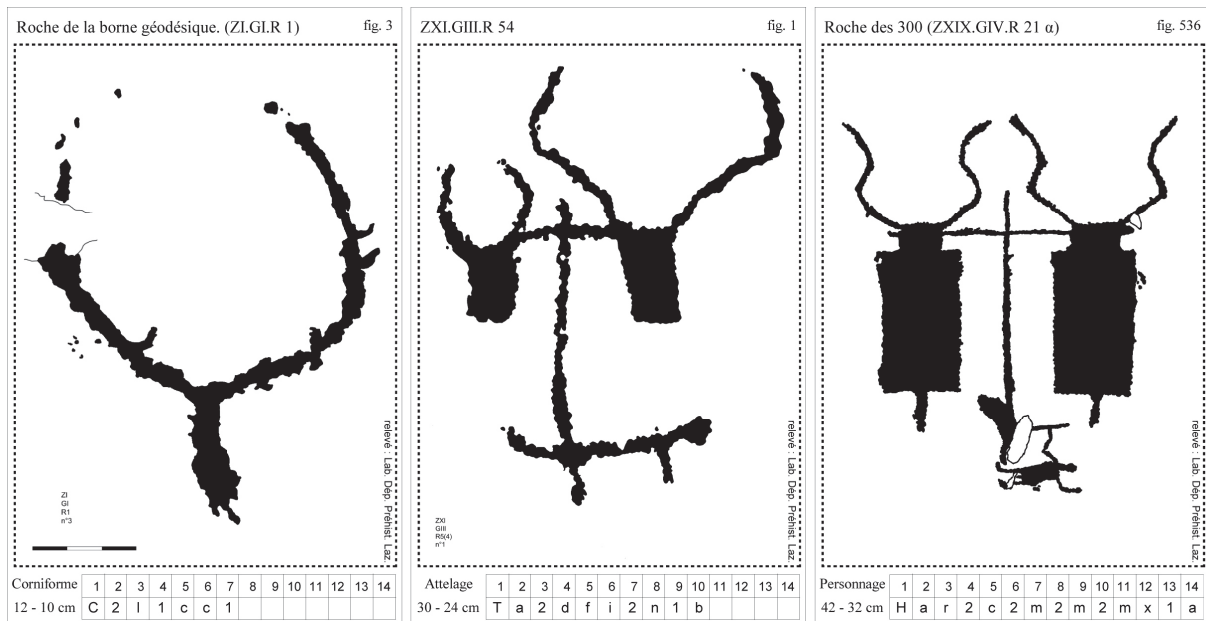 Roche de la borne géodésique. (ZI.GI.R 1) fig. 3
ZI
GI
R1
n°3
relevé : Lab. Dép. Préhist. Laz.
Corniforme 1 2 3 4 5 6 7 8 9 10 11 12 13 14
12 - 10 cm C 2 l 1 c c 1
ZXI.GIII.R 54 fig. 1
ZXI
GIII
R5(4)
n°1
relevé : Lab. Dép. Préhist. Laz.
Attelage 1 2 3 4 5 6 7 8 9 10 11 12 13 14
30 - 24 cm T a 2 d f i 2 n 1 b
Roche des 300 (ZXIX.GIV.R 21 α) fig. 536
relevé : Lab. Dép. Préhist. Laz.
Personnage 1 2 3 4 5 6 7 8 9 10 11 12 13 14
42 - 32 cm H a r 2 c 2 m 2 m 2 m x 1 a